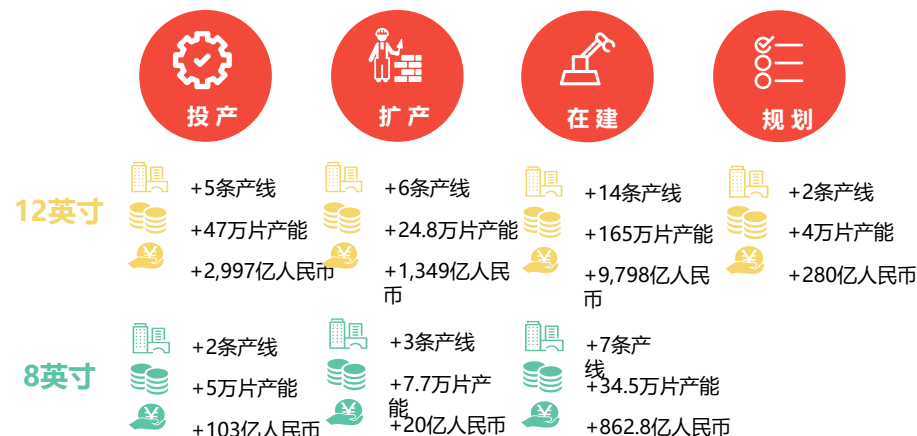 投产
扩产
在建
规划
12英寸
+5条产线
+47万片产能
+2,997亿人民币
+6条产线
+24.8万片产能
+1,349亿人民
币
+14条产线
+165万片产能
+9,798亿人民
币
+2条产线
+4万片产能
+280亿人民币
8英寸
+2条产线
+5万片产能
+103亿人民币
+3条产线
+7.7万片产
能
+20亿人民币
+7条产
线
+34.5万片产能
+862.8亿人民币